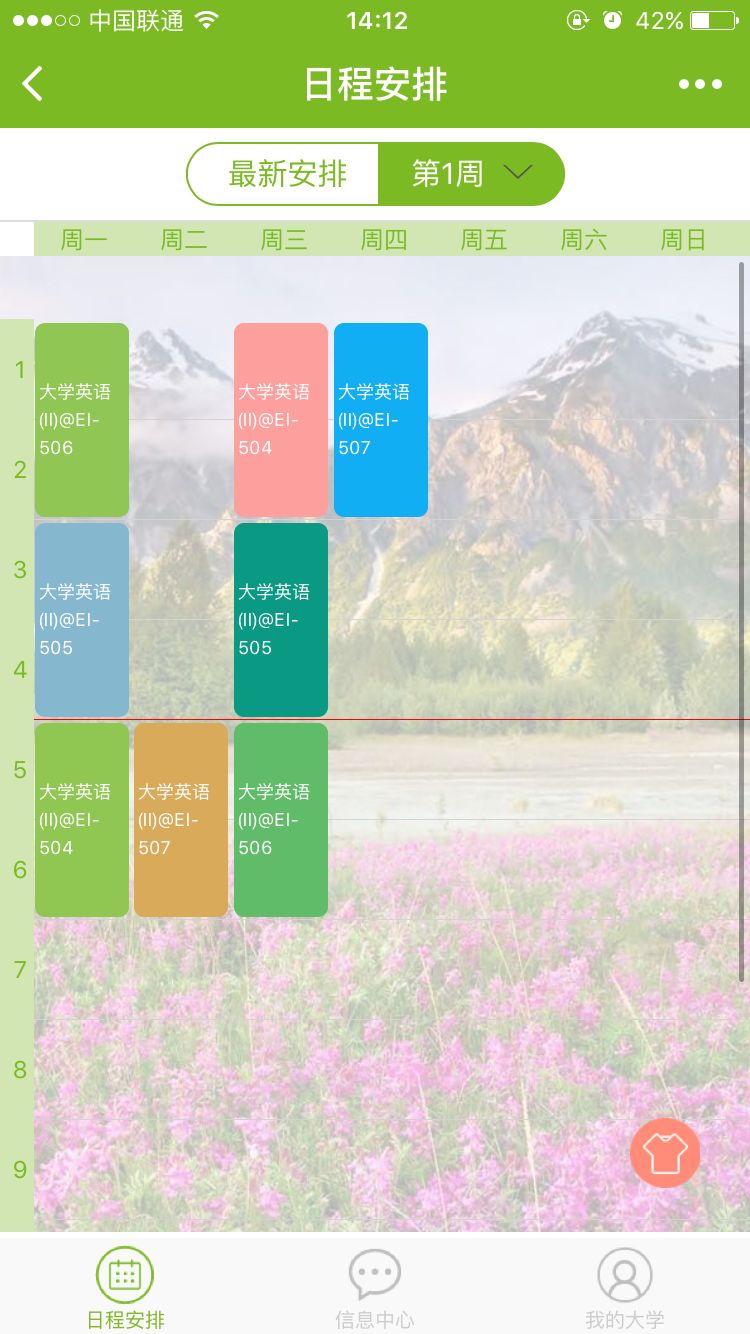 中国联通 14:12 42%
日程安排
最新安排 第1周
周一 周二 周三 周四 周五 周六 周日
1
大学英语
(II)@EI-
506
大学英语
(II)@EI-
504
大学英语
(II)@EI-
507
2
3
大学英语
(II)@EI-
505
大学英语
(II)@EI-
505
4
5
大学英语
(II)@EI-
504
大学英语
(II)@EI-
507
大学英语
(II)@EI-
506
6
7
8
9
日程安排 信息中心 我的大学